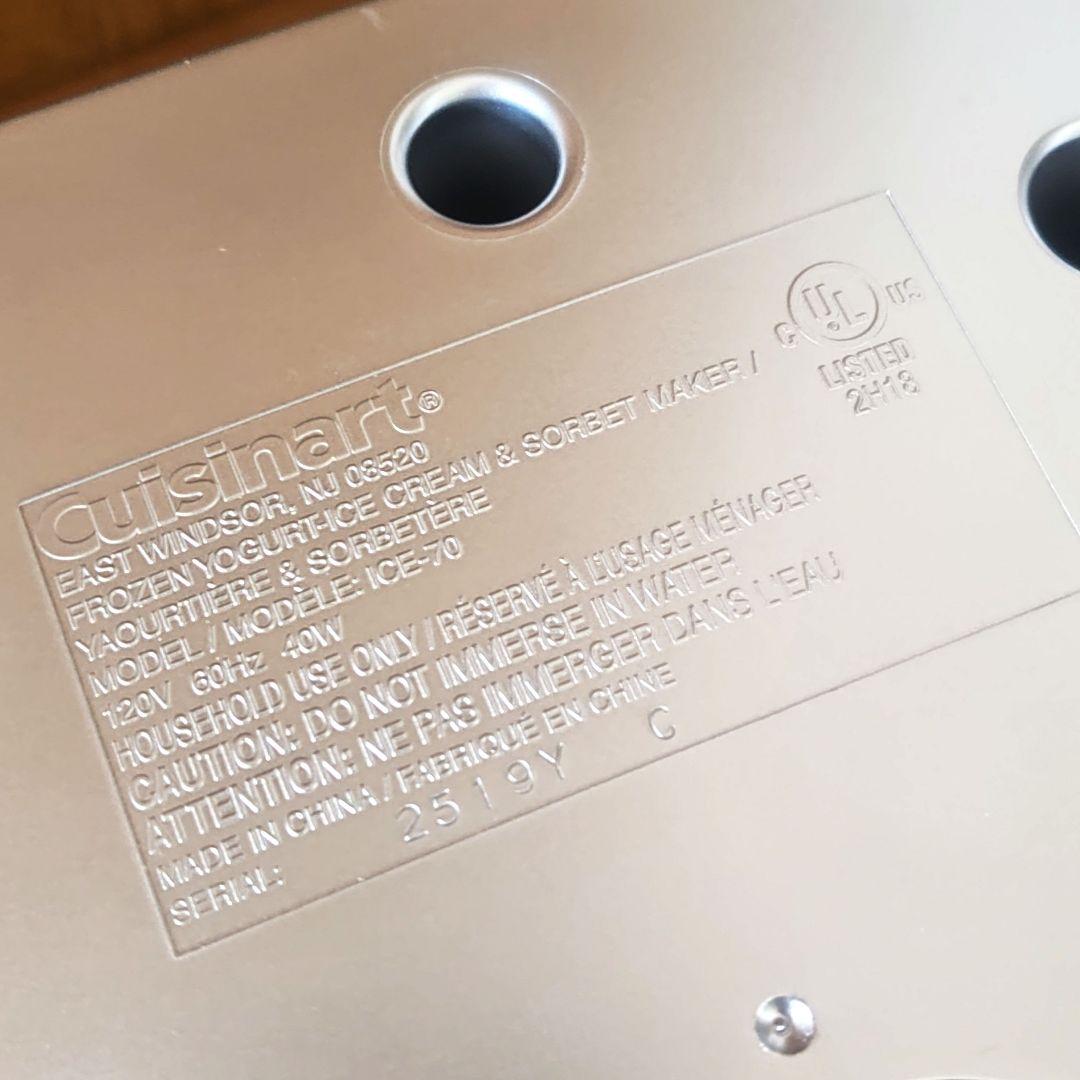 Cuisinart®
EAST WINDSOR, NJ 08520
FROZEN YOGURT-ICE CREAM & SORBET MAKER /
YAOURTIÈRE & SORBETÈRE
MODEL / MODÈLE: ICE-70
120V 60Hz 40W
HOUSEHOLD USE ONLY / RÉSERVÉ À L'USAGE MÉNAGER
CAUTION: DO NOT IMMERSE IN WATER
ATTENTION: NE PAS IMMERGER DANS L'EAU
MADE IN CHINA / FABRIQUÉ EN CHINE
SERIAL: 2519Y C
C UL US
LISTED
2H18